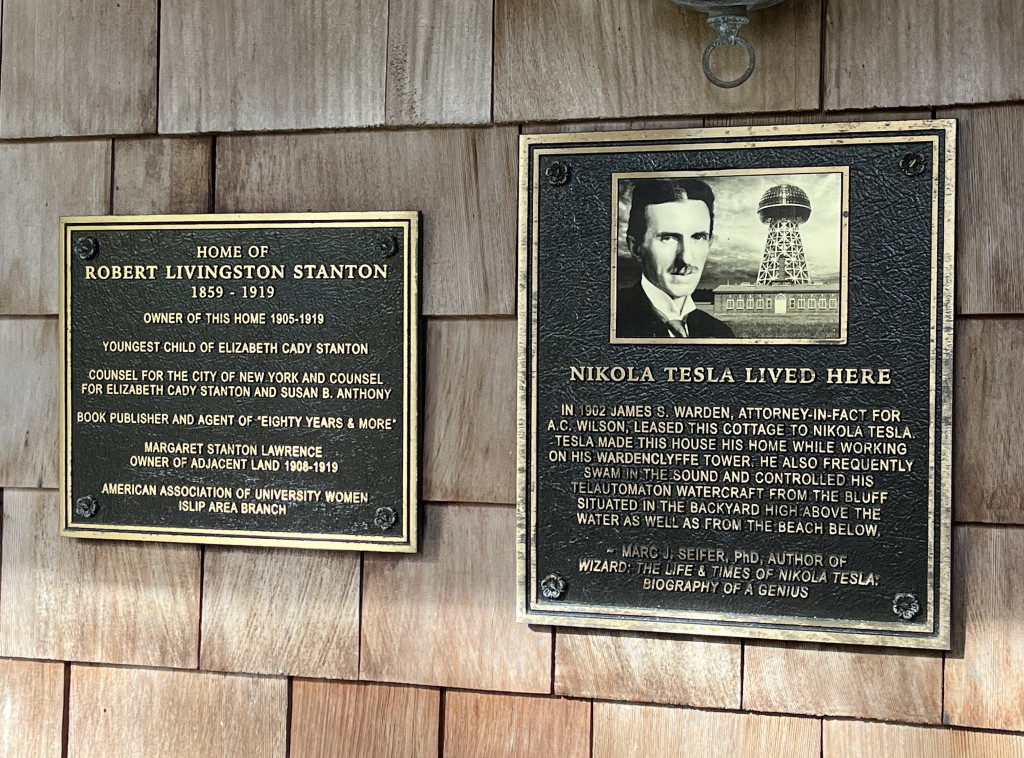 HOME OF
ROBERT LIVINGSTON STANTON
1859 - 1919
OWNER OF THIS HOME 1905-1919
YOUNGEST CHILD OF ELIZABETH CADY STANTON
COUNSEL FOR THE CITY OF NEW YORK AND COUNSEL
FOR ELIZABETH CADY STANTON AND SUSAN B. ANTHONY
BOOK PUBLISHER AND AGENT OF "EIGHTY YEARS & MORE"
MARGARET STANTON LAWRENCE
OWNER OF ADJACENT LAND 1908-1919
AMERICAN ASSOCIATION OF UNIVERSITY WOMEN
ISLIP AREA BRANCH
NIKOLA TESLA LIVED HERE
IN 1902 JAMES S. WARDEN, ATTORNEY-IN-FACT FOR
A.C. WILSON, LEASED THIS COTTAGE TO NIKOLA TESLA.
TESLA MADE THIS HOUSE HIS HOME WHILE WORKING
ON HIS WARDENCLYFFE TOWER. HE ALSO FREQUENTLY
SWAM IN THE SOUND AND CONTROLLED HIS
TELAUTOMATON WATERCRAFT FROM THE BLUFF
SITUATED IN THE BACKYARD HIGH ABOVE THE
WATER AS WELL AS FROM THE BEACH BELOW.
~ MARC J. SEIFER, PhD, AUTHOR OF
WIZARD: THE LIFE & TIMES OF NIKOLA TESLA:
BIOGRAPHY OF A GENIUS